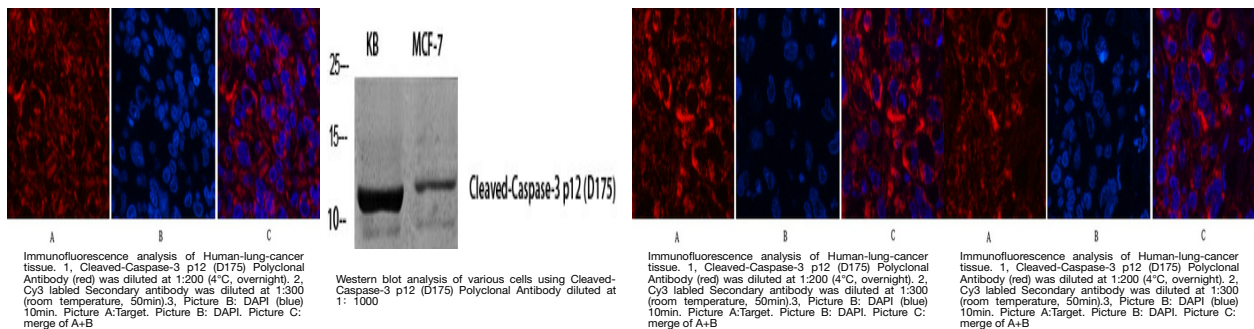 KB MCF-7
25--
15--
10--
Cleaved-Caspase-3 p12 (D175)
A B C
Immunofluorescence analysis of Human-lung-cancer
tissue. 1, Cleaved-Caspase-3 p12 (D175) Polyclonal
Antibody (red) was diluted at 1:200 (4°C, overnight). 2,
Cy3 labled Secondary antibody was diluted at 1:300
(room temperature, 50min).3, Picture B: DAPI (blue)
10min. Picture A:Target. Picture B: DAPI. Picture C:
merge of A+B
Western blot analysis of various cells using Cleaved-
Caspase-3 p12 (D175) Polyclonal Antibody diluted at
1: 1000
A B C
Immunofluorescence analysis of Human-lung-cancer
tissue. 1, Cleaved-Caspase-3 p12 (D175) Polyclonal
Antibody (red) was diluted at 1:200 (4°C, overnight). 2,
Cy3 labled Secondary antibody was diluted at 1:300
(room temperature, 50min).3, Picture B: DAPI (blue)
10min. Picture A:Target. Picture B: DAPI. Picture C:
merge of A+B
A B C
Immunofluorescence analysis of Human-lung-cancer
tissue. 1, Cleaved-Caspase-3 p12 (D175) Polyclonal
Antibody (red) was diluted at 1:200 (4°C, overnight). 2,
Cy3 labled Secondary antibody was diluted at 1:300
(room temperature, 50min).3, Picture B: DAPI (blue)
10min. Picture A:Target. Picture B: DAPI. Picture C:
merge of A+B